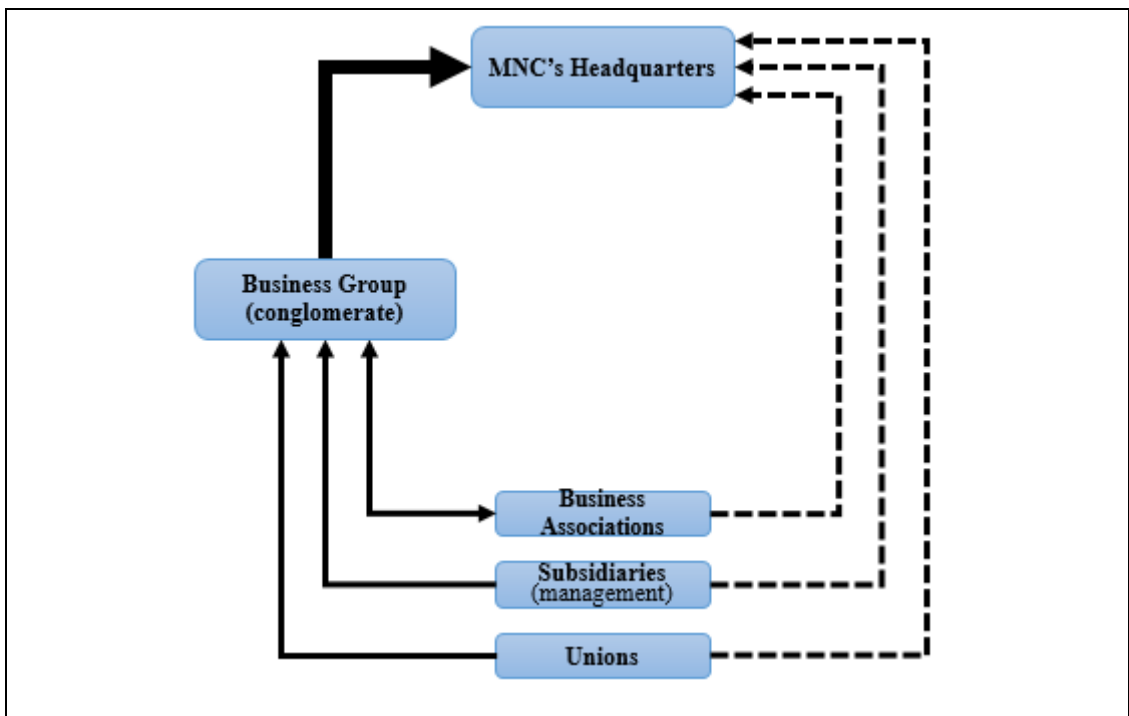 MNC's Headquarters
Business Group
(conglomerate)
Business
Associations
Subsidiaries
(management)
Unions